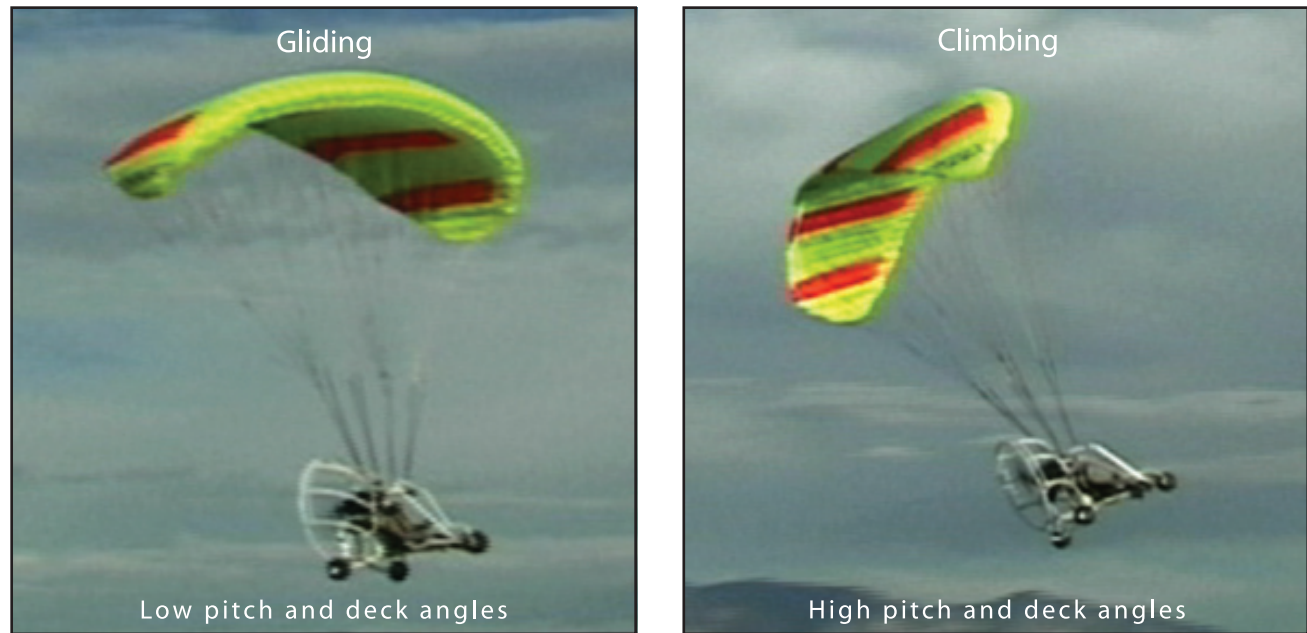 Gliding
Low pitch and deck angles
Climbing
High pitch and deck angles